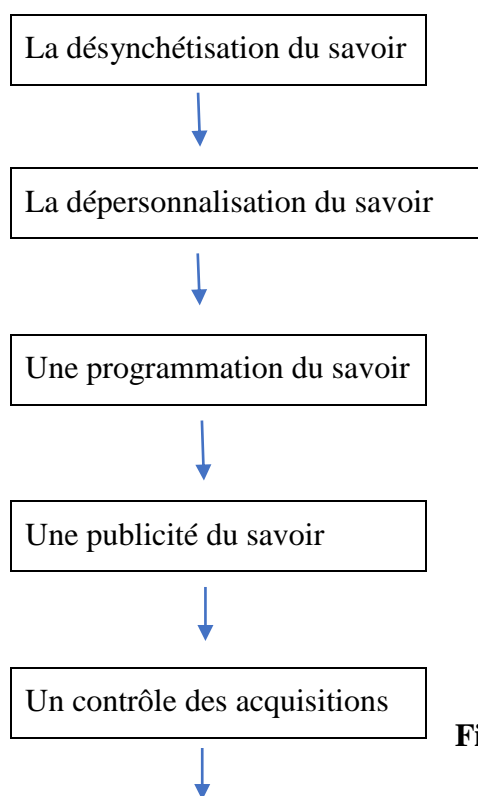 La désynchétisation du savoir
La dépersonnalisation du savoir
Une programmation du savoir
Une publicité du savoir
Un contrôle des acquisitions
Fi